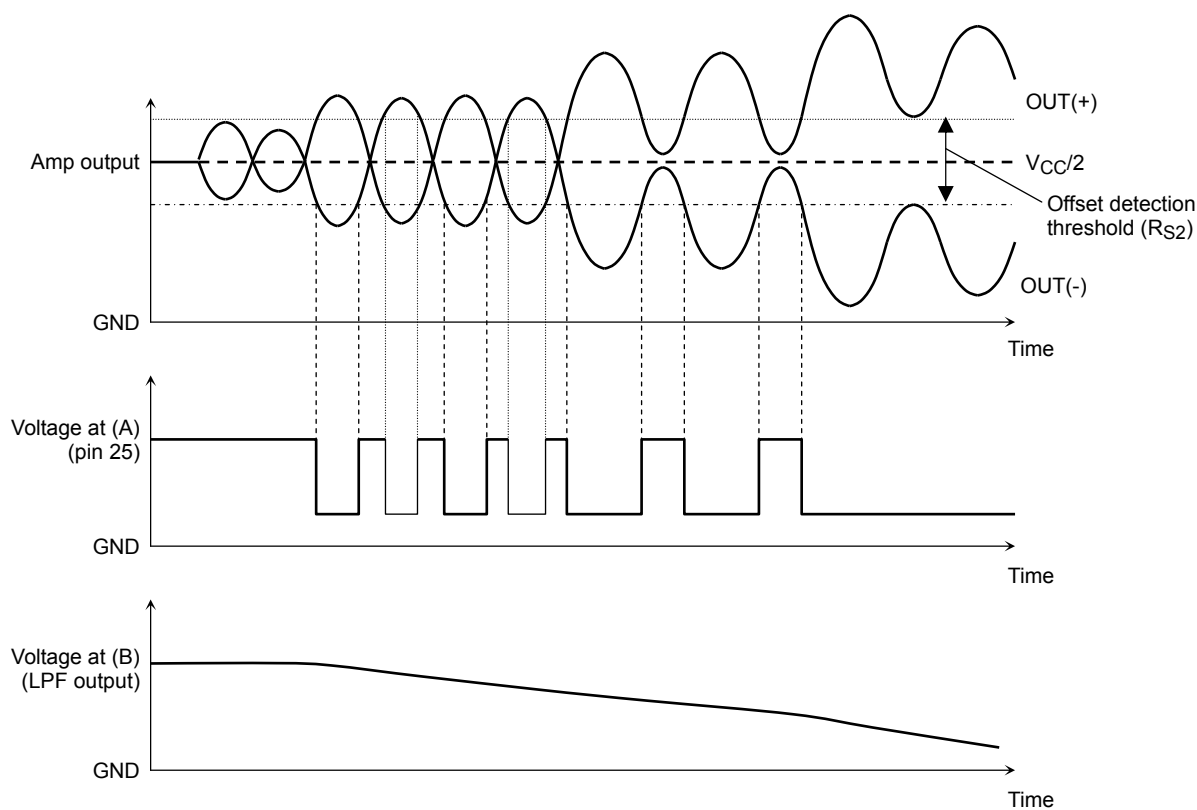 OUT(+)
Amp output
VCC/2
Offset detection
threshold (RS2)
OUT(-)
GND
Time
Voltage at (A)
(pin 25)
GND
Time
Voltage at (B)
(LPF output)
GND
Time